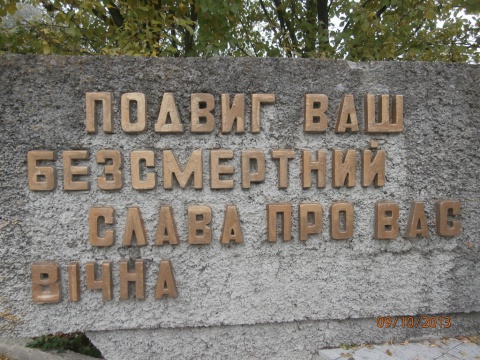 ПОДВИГ ВАШ
БЕЗСМЕРТНИЙ
СЛАВА ПРО ВАС
ВІЧНА
09/10/2013